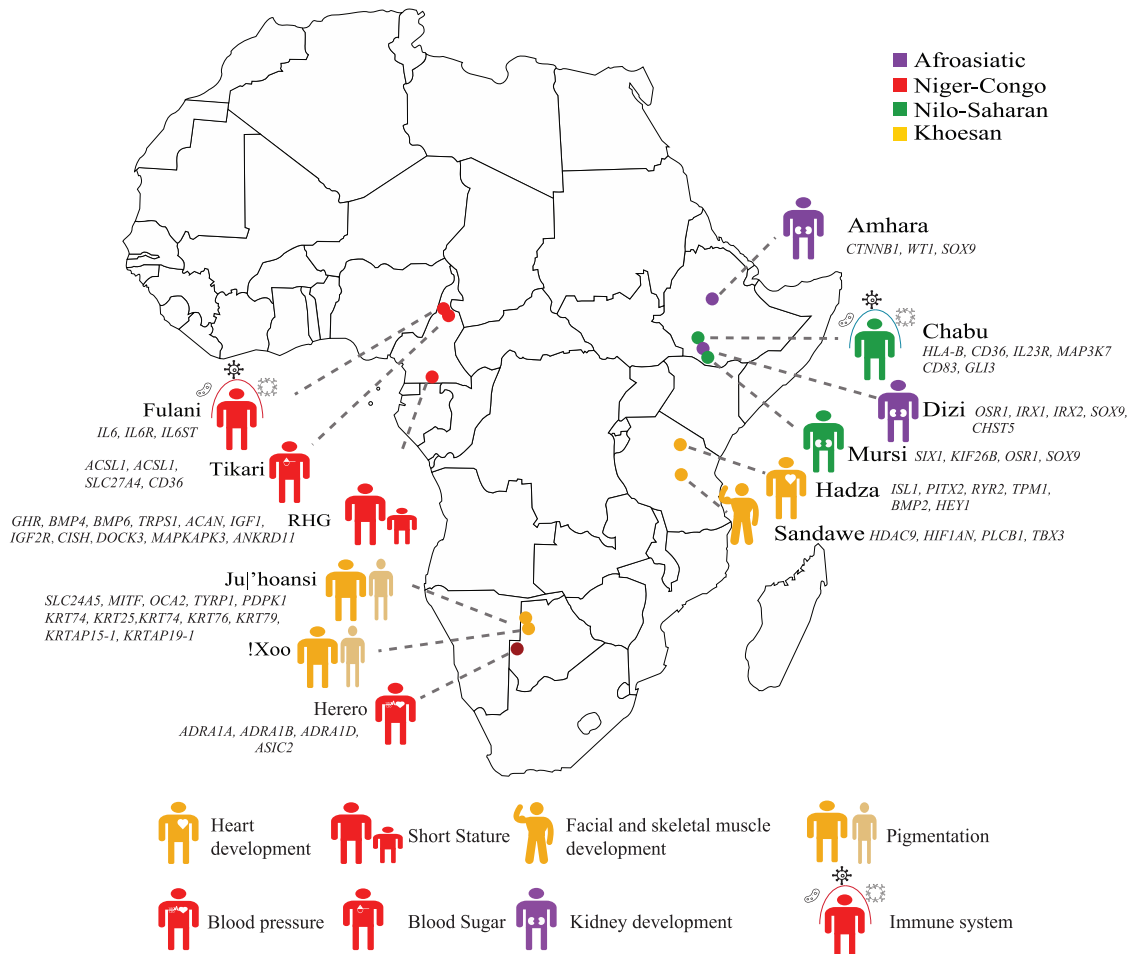 Afroasiatic
Niger-Congo
Nilo-Saharan
Khoesan
Amhara
CTNNB1, WT1, SOX9
Chabu
HLA-B, CD36, IL23R, MAP3K7
CD83, GLI3
Dizi
OSR1, IRX1, IRX2, SOX9,
CHST5
Mursi
SIX1, KIF26B, OSR1, SOX9
Hadza
ISL1, PITX2, RYR2, TPM1,
BMP2, HEY1
Sandawe
HDAC9, HIF1AN, PLCB1, TBX3
Fulani
IL6, IL6R, IL6ST
Tikari
ACSL1, ACSL1,
SLC27A4, CD36
RHG
GHR, BMP4, BMP6, TRPS1, ACAN, IGF1,
IGF2R, CISH, DOCK3, MAPKAPK3, ANKRD11
Ju|'hoansi
SLC24A5, MITF, OCA2, TYRP1, PDPK1
KRT74, KRT25,KRT74, KRT76, KRT79,
KRTAP15-1, KRTAP19-1
!Xoo
Herero
ADRA1A, ADRA1B, ADRA1D,
ASIC2
Heart
development
Short Stature
Facial and skeletal muscle
development
Pigmentation
Blood pressure
Blood Sugar
Kidney development
Immune system